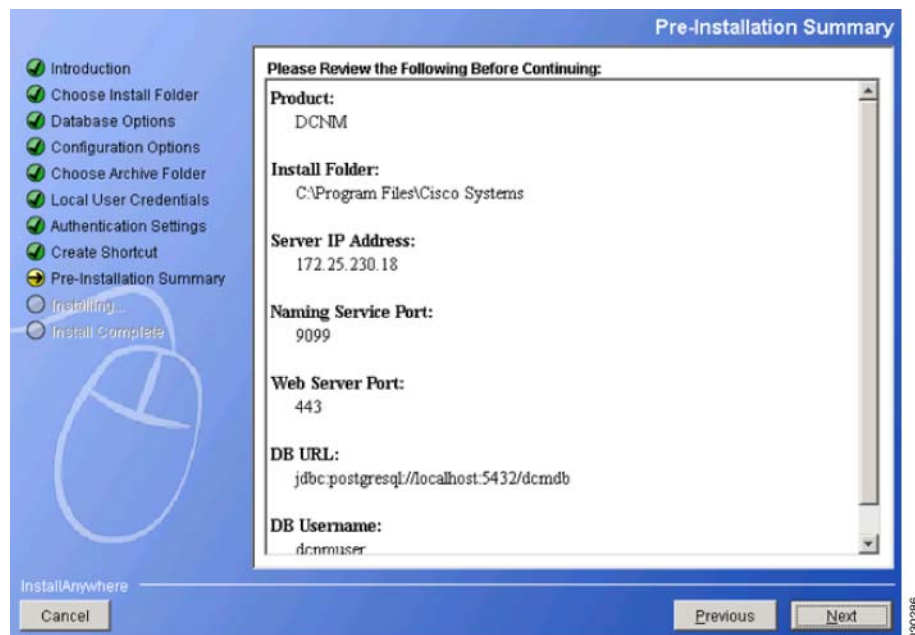 Pre-Installation Summary
Introduction
Choose Install Folder
Database Options
Configuration Options
Choose Archive Folder
Local User Credentials
Authentication Settings
Create Shortcut
Pre-Installation Summary
Installing...
Install Complete
Please Review the Following Before Continuing:
Product:
DCNM
Install Folder:
C:\Program Files\Cisco Systems
Server IP Address:
172.25.230.18
Naming Service Port:
9099
Web Server Port:
443
DB URL:
jdbc:postgresql://localhost:5432/dcmdb
DB Username:
dcnmuser
InstallAnywhere
Cancel
Previous
Next